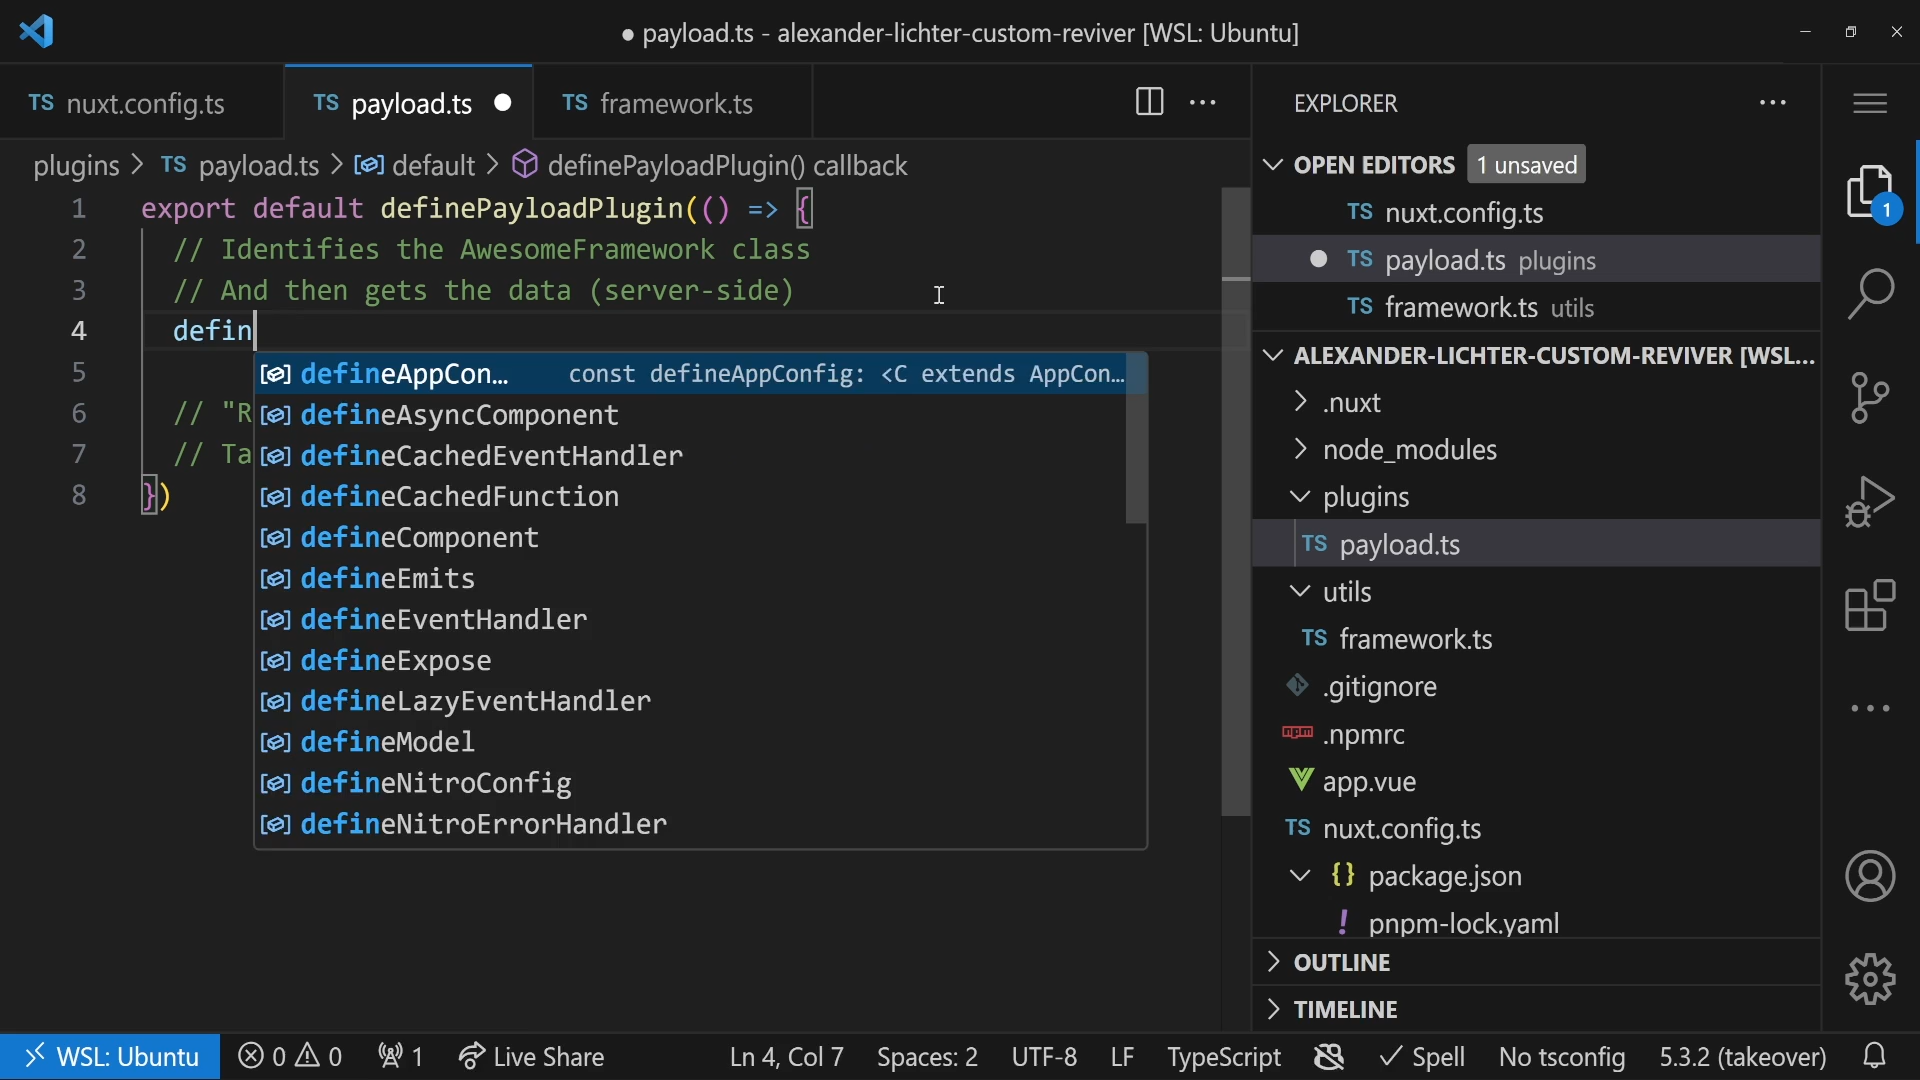 ● payload.ts - alexander-lichter-custom-reviver [WSL: Ubuntu]
TS nuxt.config.ts
TS payload.ts ●
TS framework.ts
plugins > TS payload.ts > default > definePayloadPlugin() callback
1 export default definePayloadPlugin(() => {
2 // Identifies the AwesomeFramework class
3 // And then gets the data (server-side)
4 defin
5
6 // "R
7 // Ta
8 })
defineAppCon… const defineAppConfig: <C extends AppCon…
defineAsyncComponent
defineCachedEventHandler
defineCachedFunction
defineComponent
defineEmits
defineEventHandler
defineExpose
defineLazyEventHandler
defineModel
defineNitroConfig
defineNitroErrorHandler
EXPLORER
OPEN EDITORS 1 unsaved
TS nuxt.config.ts
● TS payload.ts plugins
TS framework.ts utils
ALEXANDER-LICHTER-CUSTOM-REVIVER [WSL...
.nuxt
node_modules
plugins
TS payload.ts
utils
TS framework.ts
.gitignore
npm .npmrc
app.vue
TS nuxt.config.ts
{} package.json
! pnpm-lock.yaml
OUTLINE
TIMELINE
1
WSL: Ubuntu 0 0 1 Live Share Ln 4, Col 7 Spaces: 2 UTF-8 LF TypeScript Spell No tsconfig 5.3.2 (takeover)